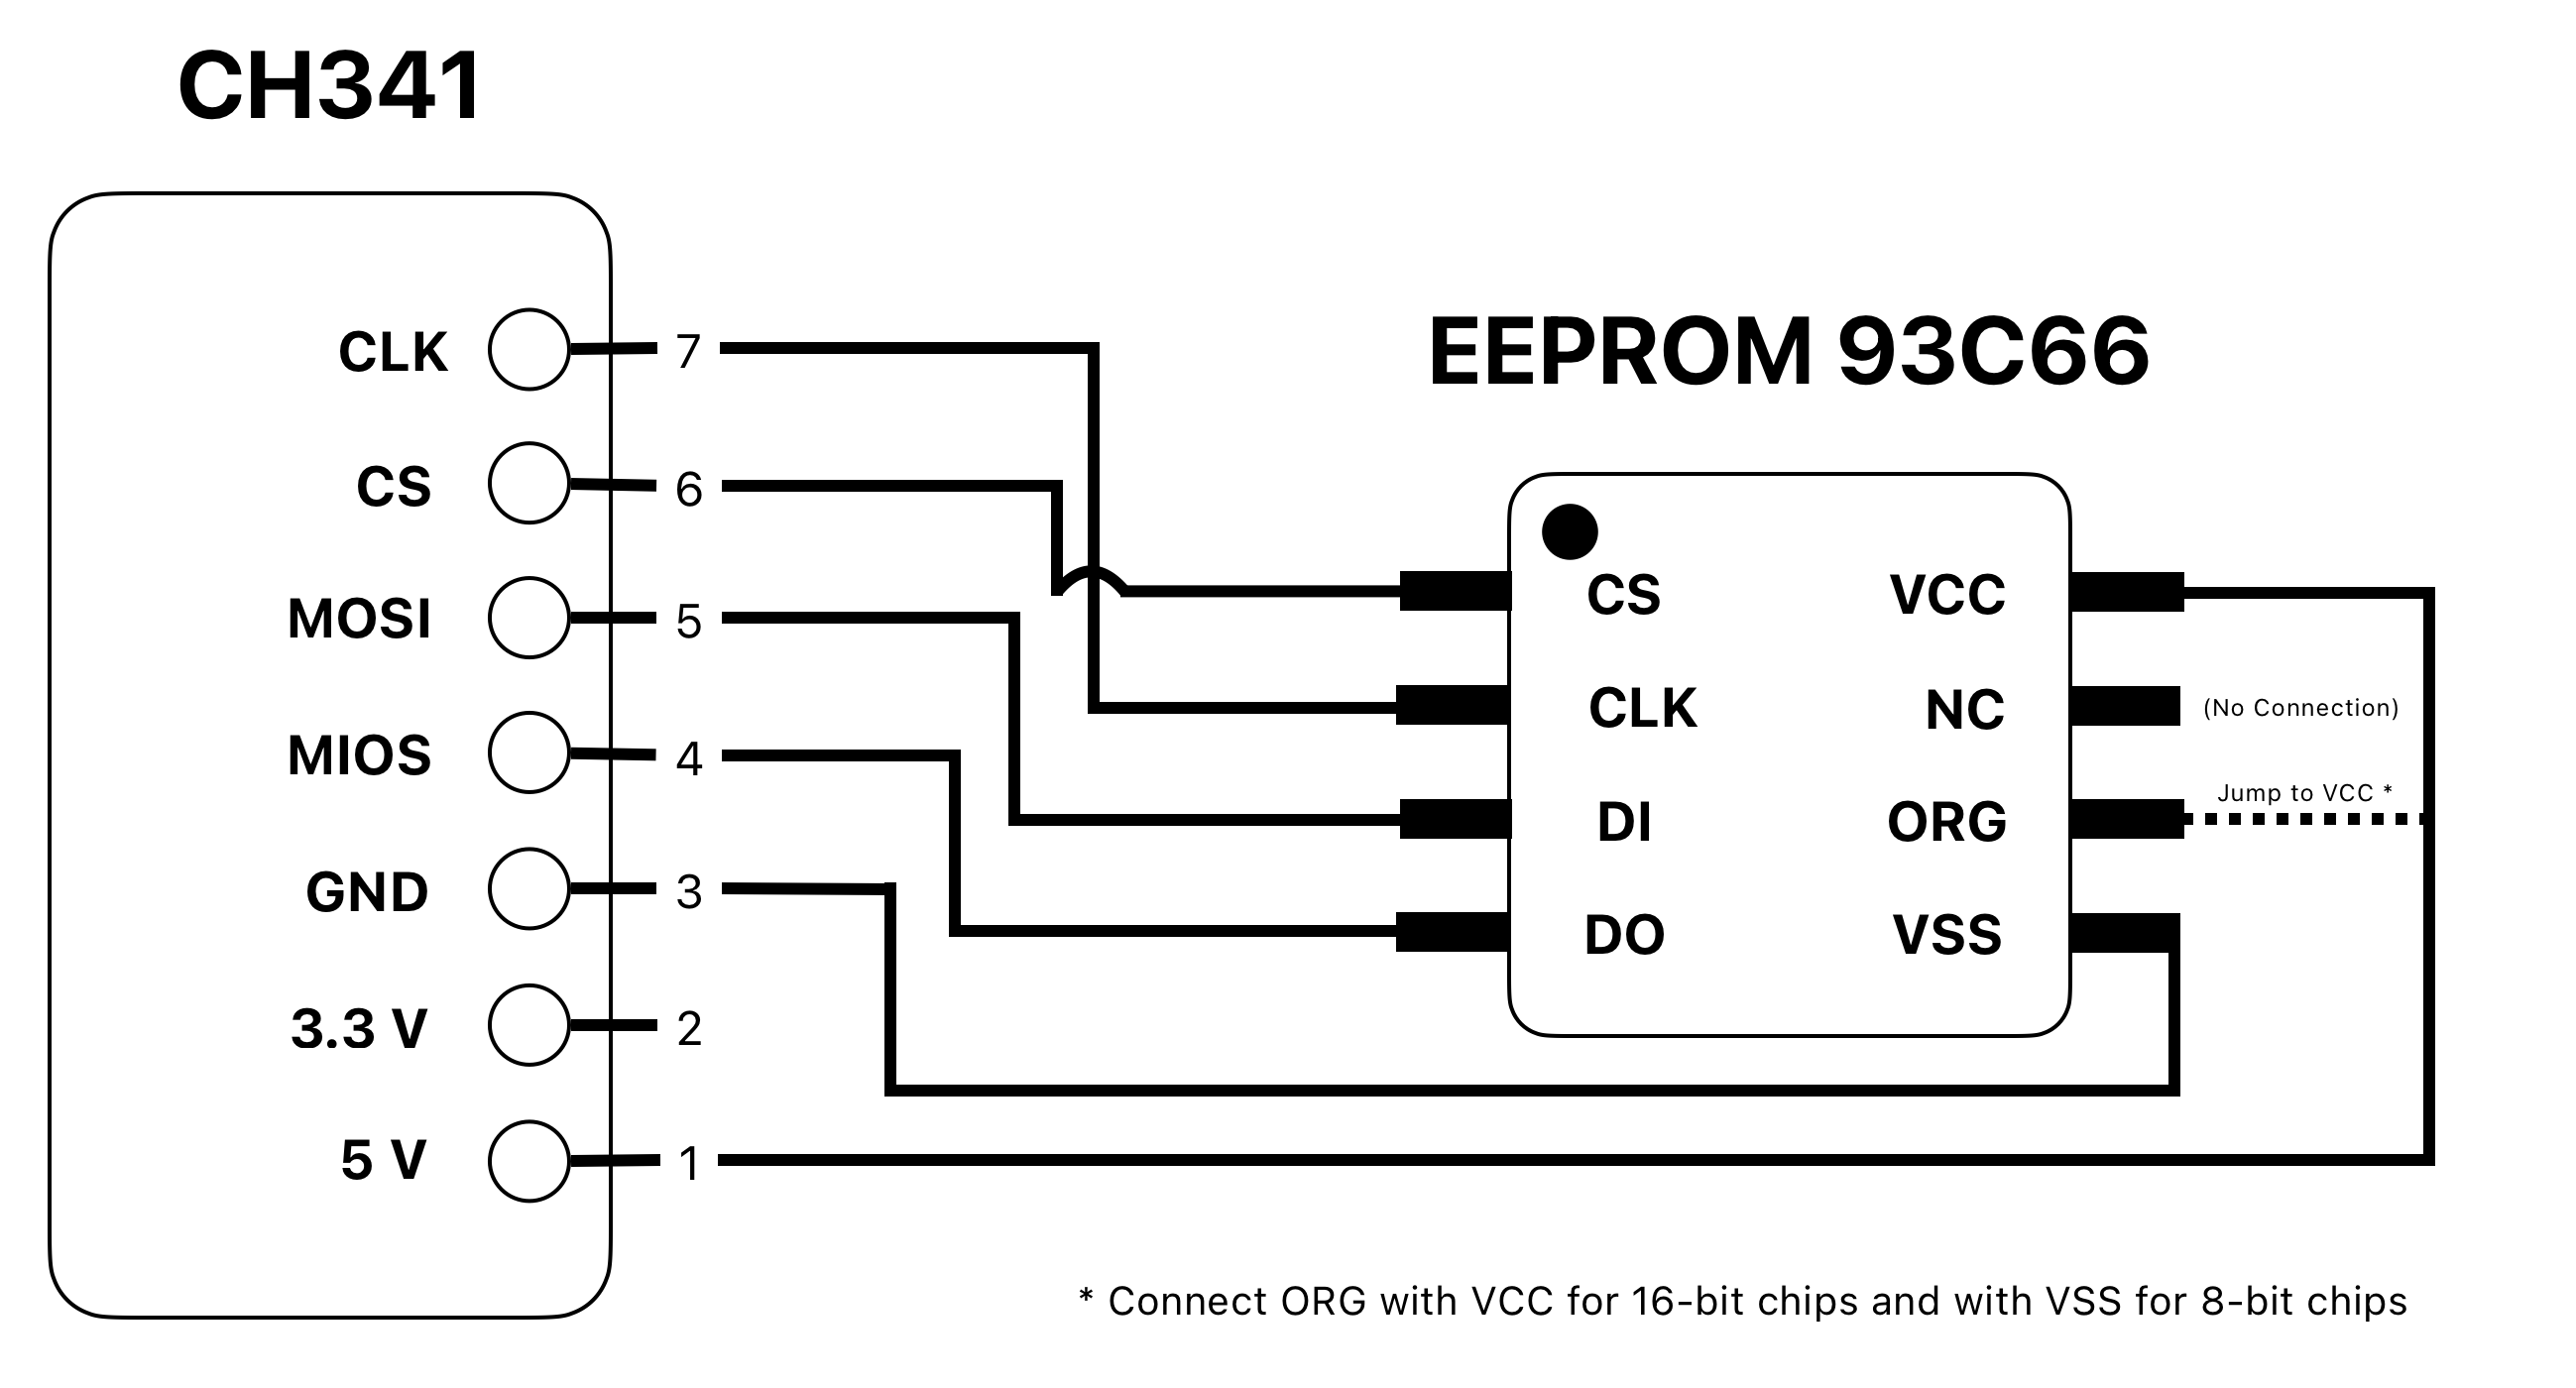 CH341
EEPROM 93C66
CLK 7
CS 6
MOSI 5
MIOS 4
GND 3
3.3 V 2
5 V 1
CS VCC
CLK NC (No Connection)
Jump to VCC *
DI ORG
DO VSS
* Connect ORG with VCC for 16-bit chips and with VSS for 8-bit chips